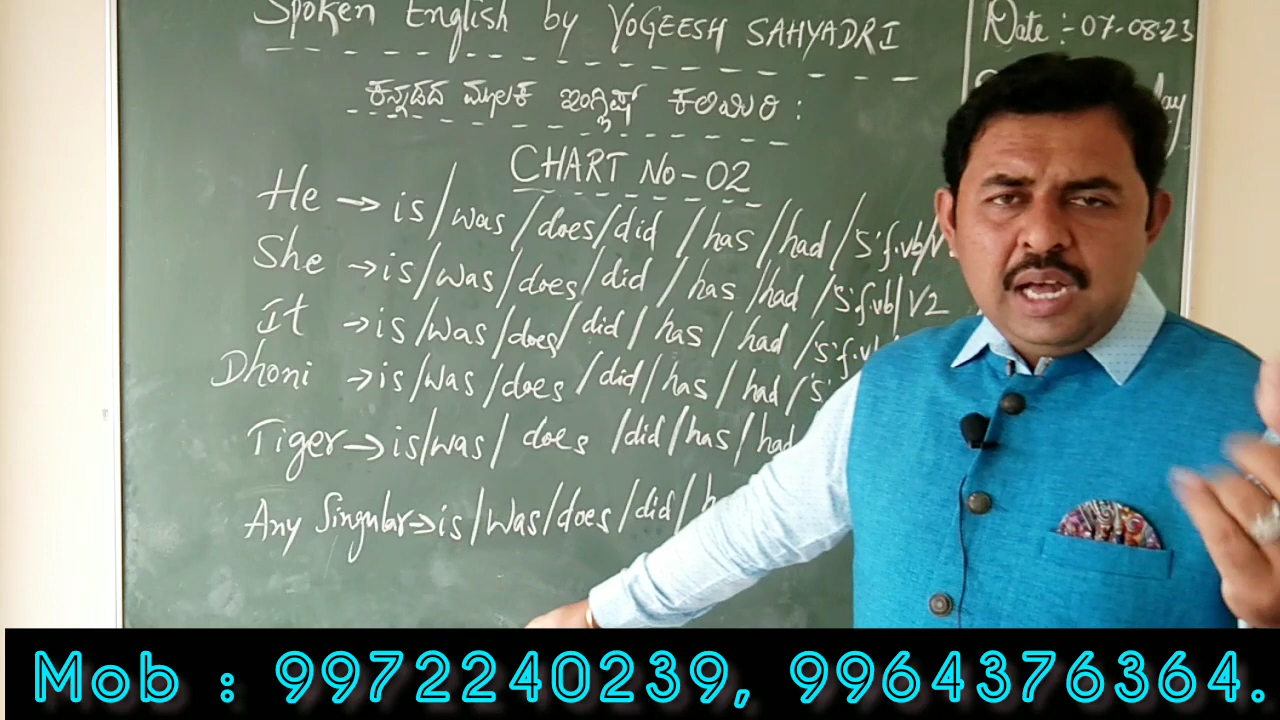 Spoken English by YOGEESH SAHYADRI
Date :- 07-08-23
ಕನ್ನಡದ ಮೂಲಕ ಇಂಗ್ಲಿಷ್ ಕಲಿಯಿರಿ :
CHART No - 02
He → is/was/does/did/has/had/'S'f.vb/V
She → is/was/does/did/has/had/'S'f.vb/V2
It → is/was/does/did/has/had/'S'f.vb
Dhoni → is/was/does/did/has/had/'S'
Tiger → is/was/does/did/has/had
Any Singular → is/was/does/did/h
Mob : 9972240239, 9964376364.